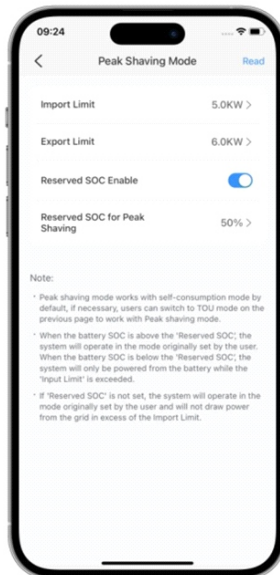 09:24
Peak Shaving Mode
Read
Import Limit
5.0KW >
Export Limit
6.0KW >
Reserved SOC Enable
Reserved SOC for Peak
Shaving
50% >
Note:
* Peak shaving mode works with self-consumption mode by
default, if necessary, users can switch to TOU mode on the
previous page to work with Peak shaving mode.
* When the battery SOC is above the 'Reserved SOC', the
system will operate in the mode originally set by the user.
When the battery SOC is below the 'Reserved SOC', the
system will only be powered from the battery while the
'Input Limit' is exceeded.
* If 'Reserved SOC' is not set, the system will operate in the
mode originally set by the user and will not draw power
from the grid in excess of the Import Limit.